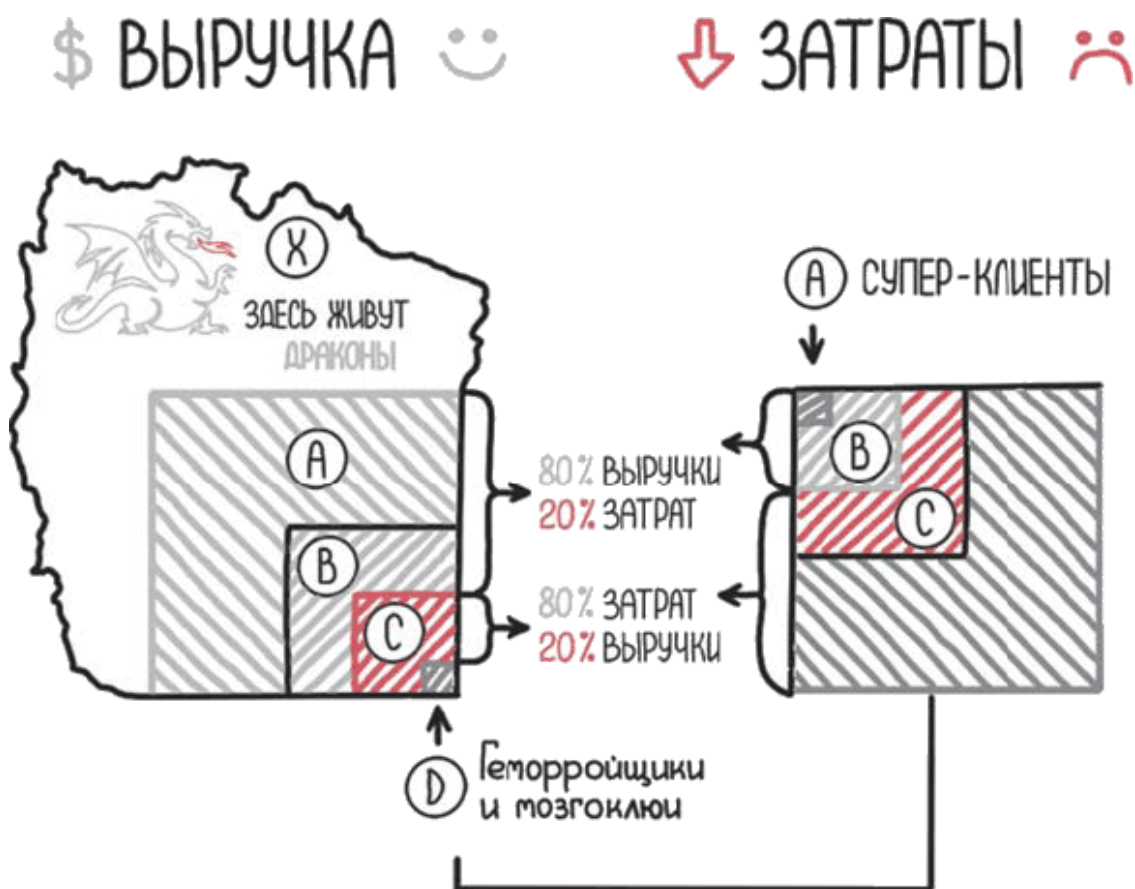 $ ВЫРУЧКА
ЗАТРАТЫ
X
ЗДЕСЬ ЖИВУТ
ДРАКОНЫ
A
B
C
D Геморройщики
и мозгоклюи
80% ВЫРУЧКИ
20% ЗАТРАТ
80% ЗАТРАТ
20% ВЫРУЧКИ
A СУПЕР-КЛИЕНТЫ
B
C